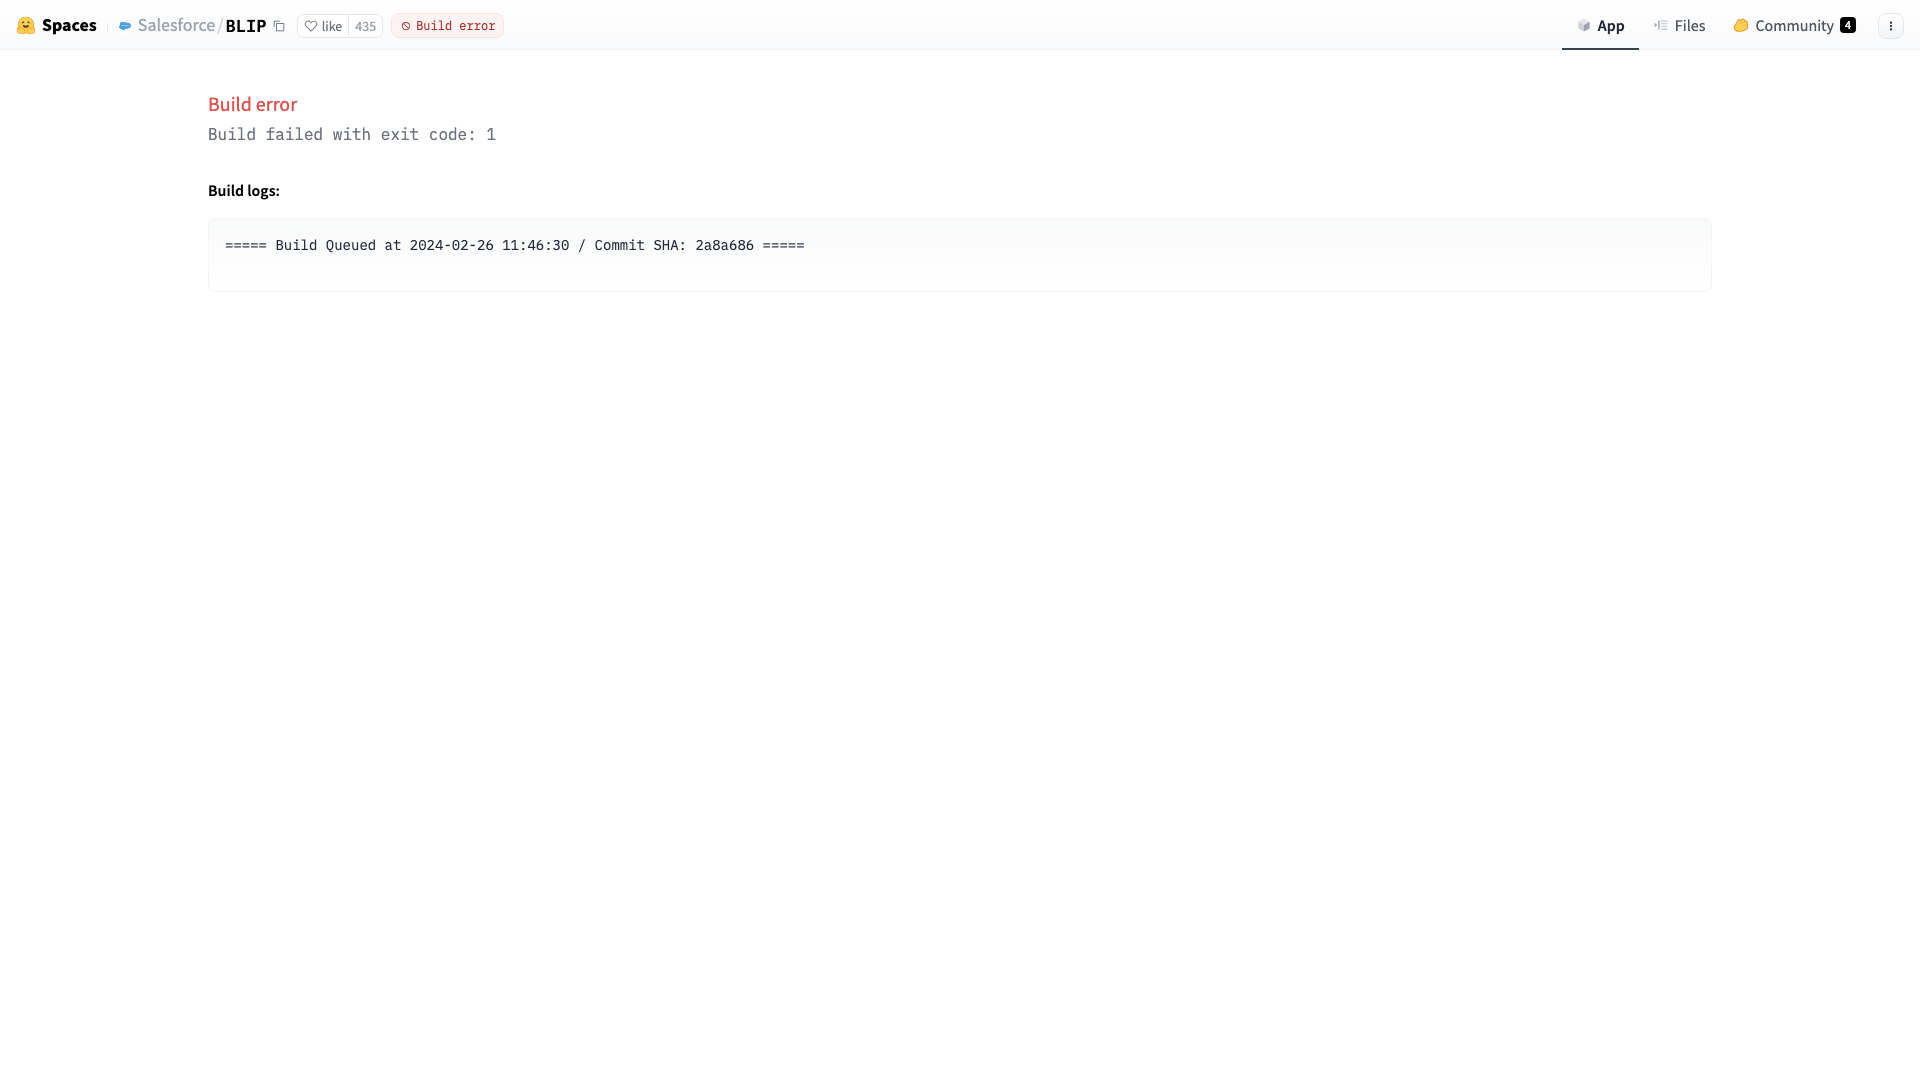 Spaces Salesforce/BLIP like 435 Build error App Files Community 4
Build error
Build failed with exit code: 1
Build logs:
===== Build Queued at 2024-02-26 11:46:30 / Commit SHA: 2a8a686 =====